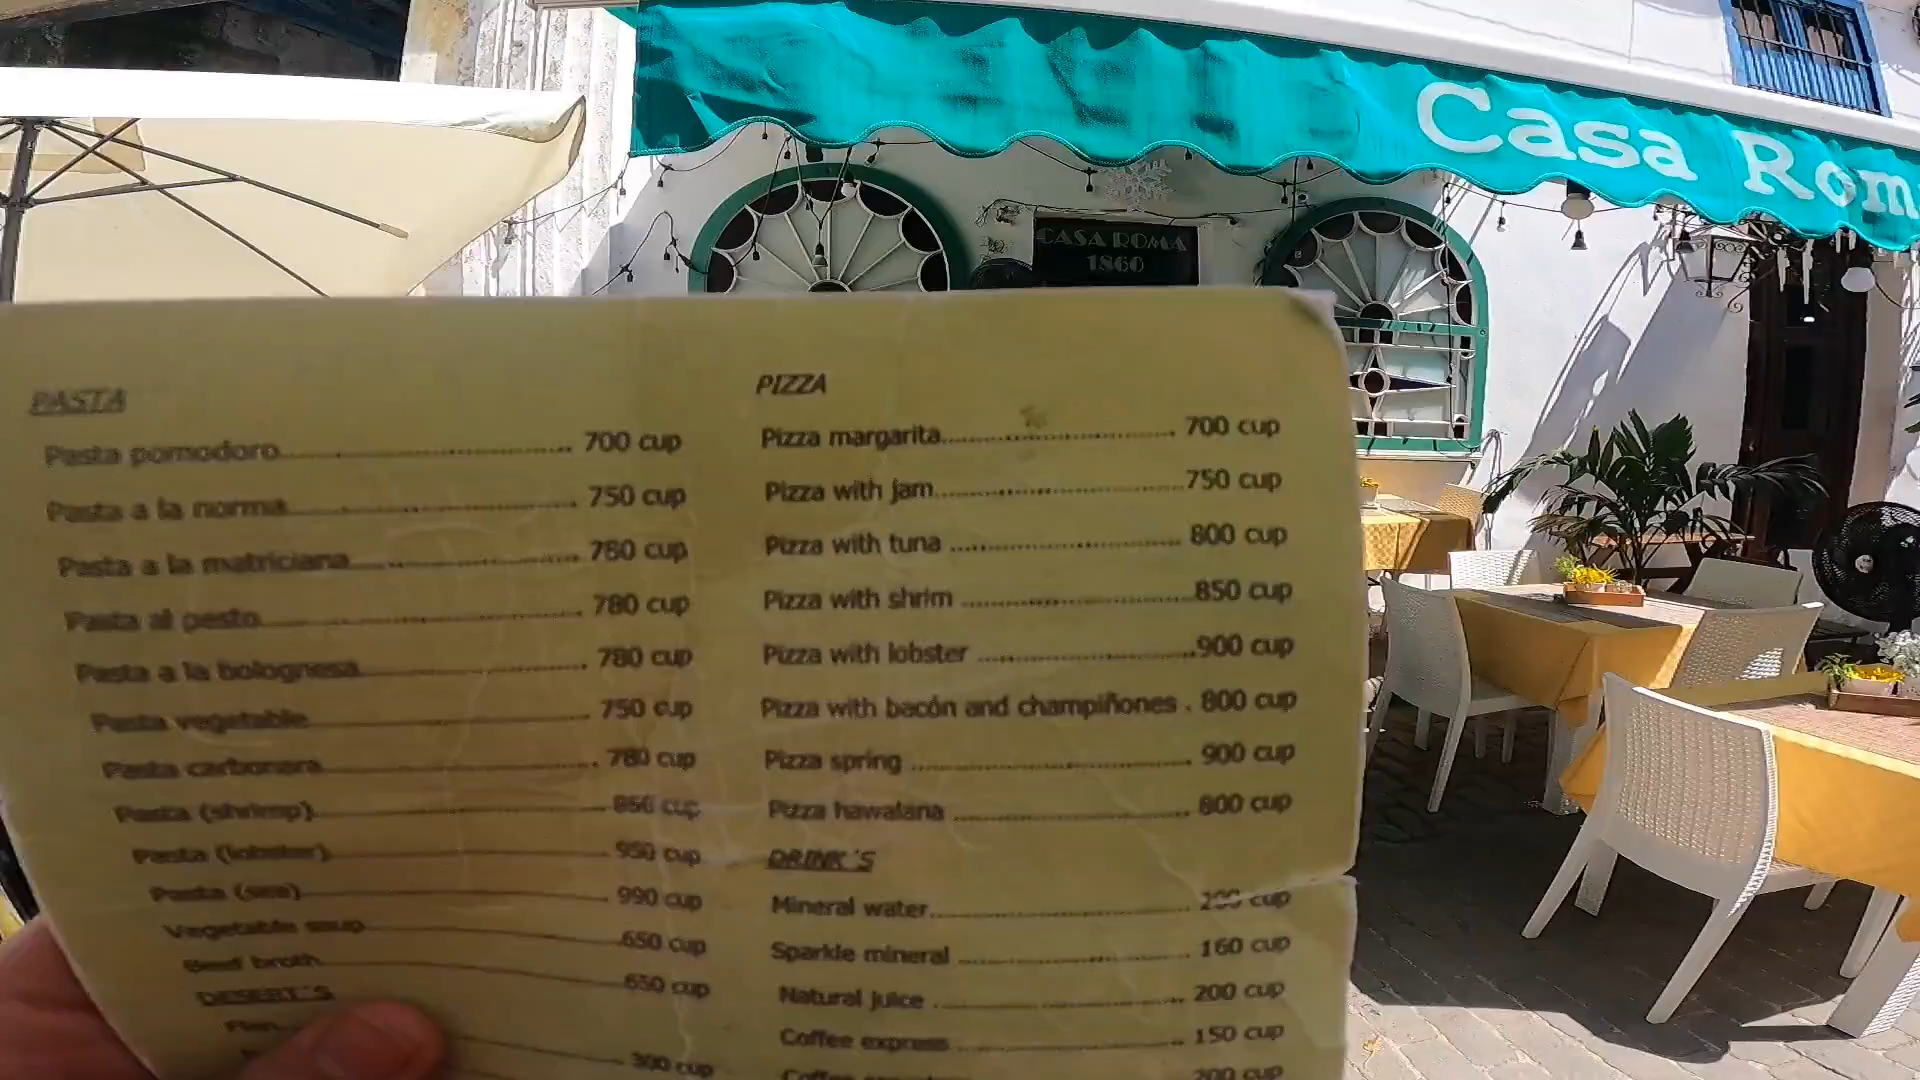 Casa Rom
CASA ROMA
1860
PASTA
Pasta pomodoro 700 cup
Pasta a la norma 750 cup
Pasta a la matriciana 780 cup
Pasta al pesto 780 cup
Pasta a la bolognesa 780 cup
Pasta vegetable 750 cup
Pasta carbonara 780 cup
Pasta (shrimp) 850 cup
Pasta (lobster) 950 cup
Pasta (sea) 990 cup
Vegetable soup 650 cup
Beef broth 650 cup
DESERT´S
Flan 300 cup
PIZZA
Pizza margarita 700 cup
Pizza with jam 750 cup
Pizza with tuna 800 cup
Pizza with shrim 850 cup
Pizza with lobster 900 cup
Pizza with bacón and champiñones . 800 cup
Pizza spring 900 cup
Pizza hawaiana 800 cup
DRINK´S
Mineral water cup
Sparkle mineral 160 cup
Natural juice 200 cup
Coffee express 150 cup
Coffee 200 cup